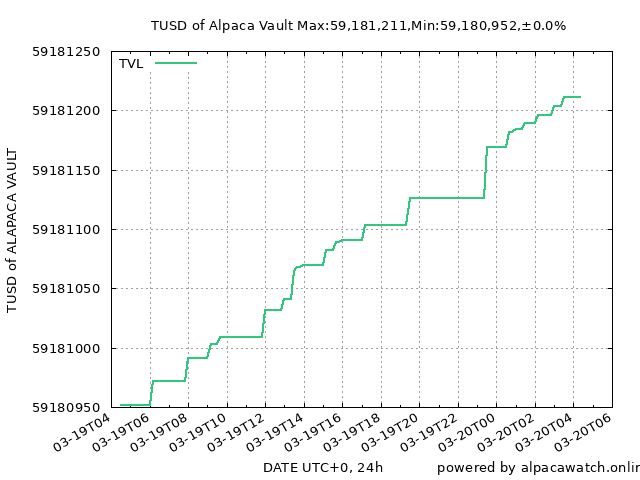 TUSD of Alpaca Vault Max:59,181,211,Min:59,180,952,±0.0%
TVL
59181250
59181200
59181150
59181100
59181050
59181000
59180950
TUSD of ALAPACA VAULT
03-19T04
03-19T06
03-19T08
03-19T10
03-19T12
03-19T14
03-19T16
03-19T18
03-19T20
03-19T22
03-20T00
03-20T02
03-20T04
03-20T06
DATE UTC+0, 24h
powered by alpacawatch.onlin